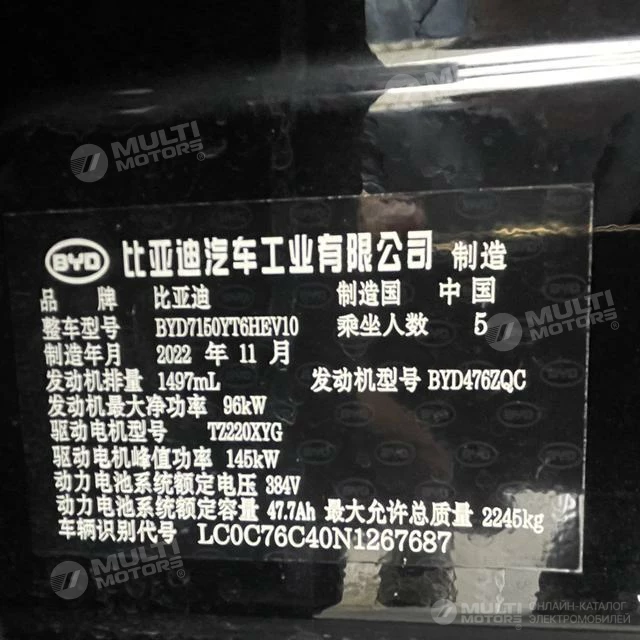 MULTI MOTORS
MULTI MOTORS
BYD 比亚迪汽车工业有限公司 制造
品 牌 比亚迪 制造国 中 国
整车型号 BYD7150YT6HEV10 乘坐人数 5
制造年月 2022 年 11 月
发动机排量 1497mL 发动机型号 BYD476ZQC
发动机最大净功率 96kW
驱动电机型号 TZ220XYG
驱动电机峰值功率 145kW
动力电池系统额定电压 384V
动力电池系统额定容量 47.7Ah 最大允许总质量 2245kg
车辆识别代号 LC0C76C40N1267687
MULTI MOTORS
MULTI MOTORS
MULTI MOTORS ОНЛАЙН-КАТАЛОГ ЭЛЕКТРОМОБИЛЕЙ